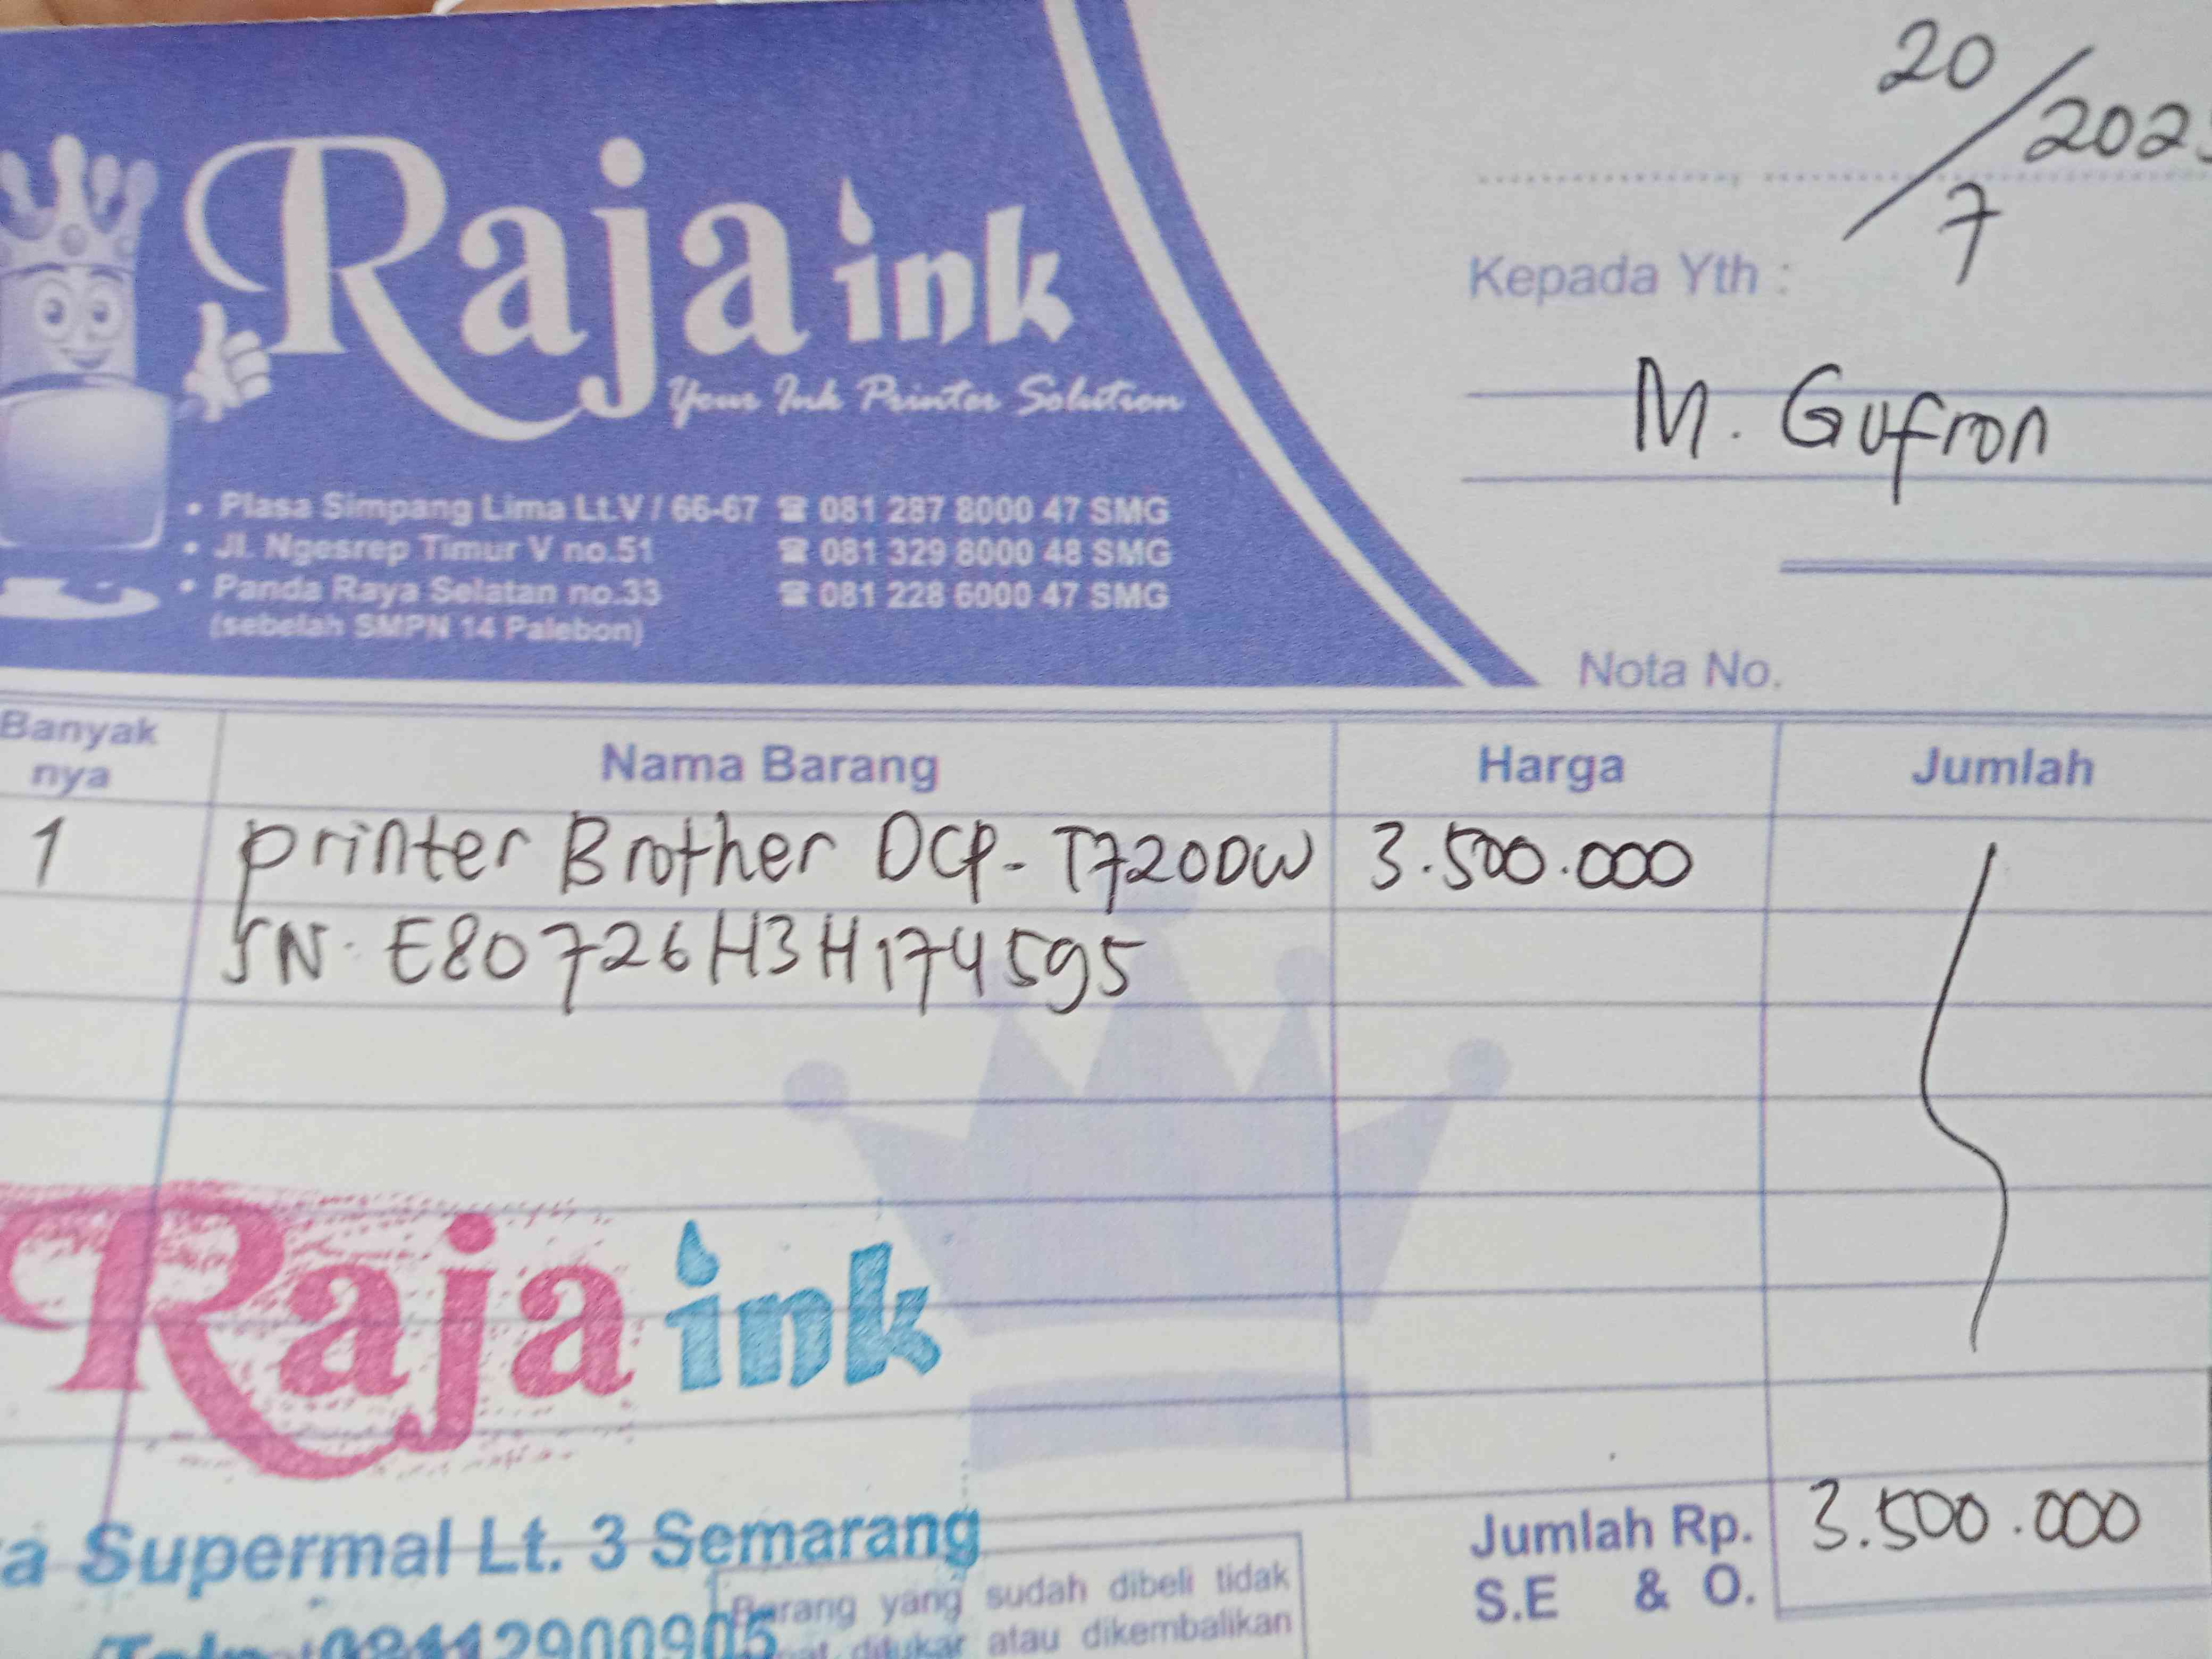 20/7/202
Raja ink
Your Ink Printer Solution
• Plasa Simpang Lima Lt.V / 66-67 ☎ 081 287 8000 47 SMG
• Jl. Ngesrep Timur V no.51 ☎ 081 329 8000 48 SMG
• Panda Raya Selatan no.33 ☎ 081 228 6000 47 SMG
(sebelah SMPN 14 Palebon)
Kepada Yth :
M. Gufron
Nota No.
Banyak nya Nama Barang Harga Jumlah
1 printer Brother DCP-T720DW 3.500.000
SN. E80726H3H174595
Raja ink
a Supermal Lt. 3 Semarang
08112900905
Barang yang sudah dibeli tidak
ditukar atau dikembalikan
Jumlah Rp. 3.500.000
S.E & O.